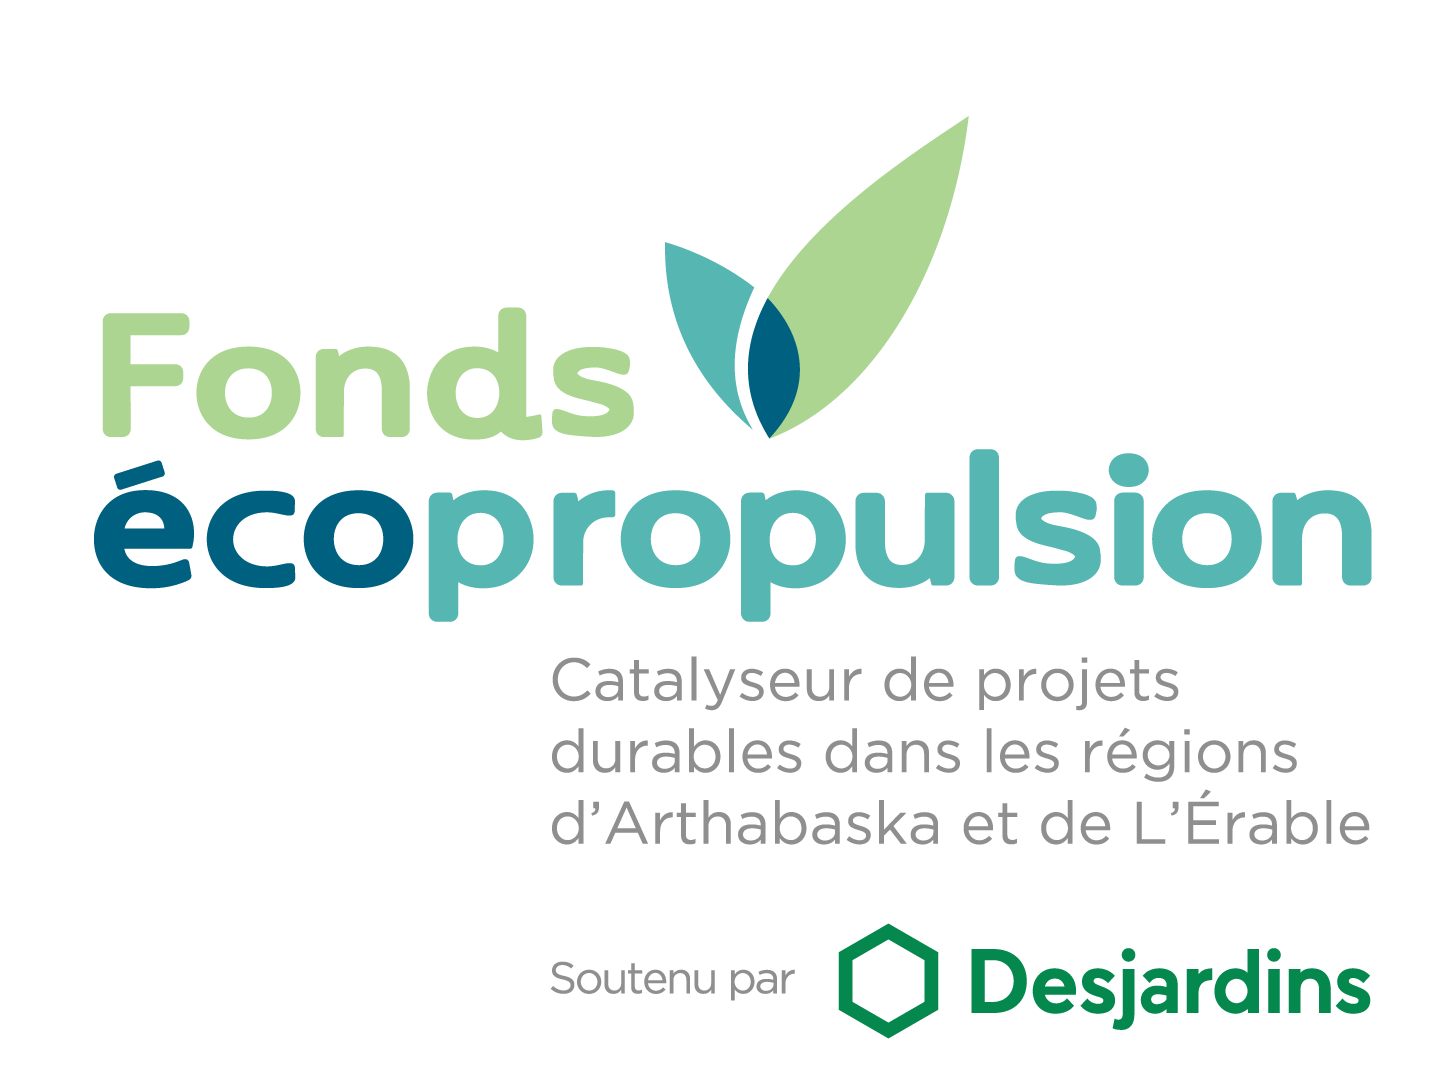 Fonds
écopropulsion
Catalyseur de projets
durables dans les régions
d’Arthabaska et de L’Érable
Soutenu par Desjardins